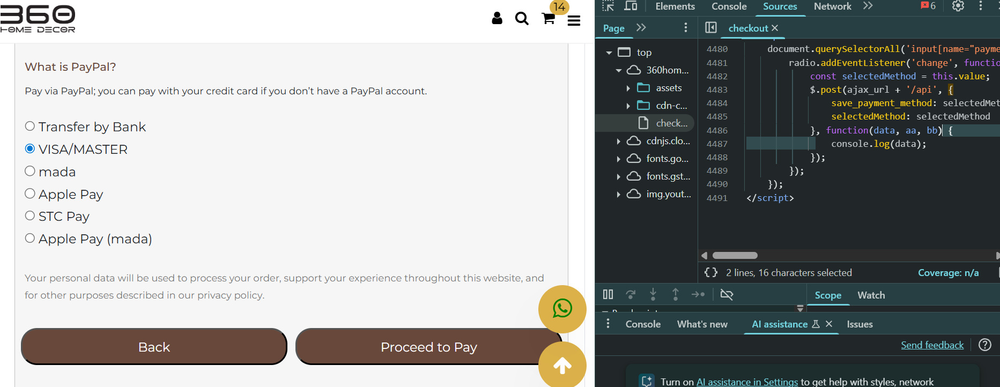 360
HOME DECOR
14
What is PayPal?
Pay via PayPal; you can pay with your credit card if you don’t have a PayPal account.
Transfer by Bank
VISA/MASTER
mada
Apple Pay
STC Pay
Apple Pay (mada)
Your personal data will be used to process your order, support your experience throughout this website, and
for other purposes described in our privacy policy.
Back
Proceed to Pay
Elements Console Sources Network 6
Page
checkout
top
360hom...
assets
cdn-c...
check...
cdnjs.clo...
fonts.go...
fonts.gst...
img.yout...
4480 document.querySelectorAll('input[name="payme
4481 radio.addEventListener('change', functio
4482 const selectedMethod = this.value;
4483 $.post(ajax_url + '/api', {
4484 save_payment_method: selectedMet
4485 selectedMethod: selectedMethod
4486 }, function(data, aa, bb) {
4487 console.log(data);
4488 });
4489 });
4490 });
4491 </script>
{} 2 lines, 16 characters selected
Coverage: n/a
Scope Watch
Console What's new AI assistance Issues
Send feedback
Turn on AI assistance in Settings to get help with styles, network